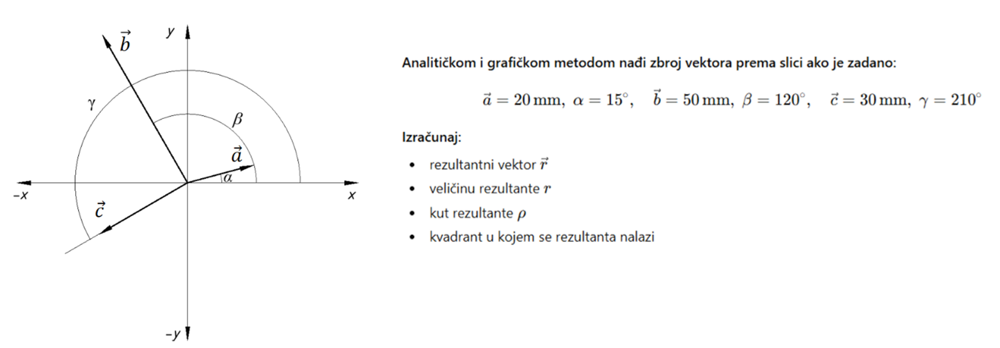 y
b⃗
γ
β
a⃗
α
-x
x
c⃗
-y
Analitičkom i grafičkom metodom nađi zbroj vektora prema slici ako je zadano:
a⃗ = 20 mm, α = 15°, b⃗ = 50 mm, β = 120°, c⃗ = 30 mm, γ = 210°
Izračunaj:
• rezultantni vektor r⃗
• veličinu rezultante r
• kut rezultante ρ
• kvadrant u kojem se rezultanta nalazi